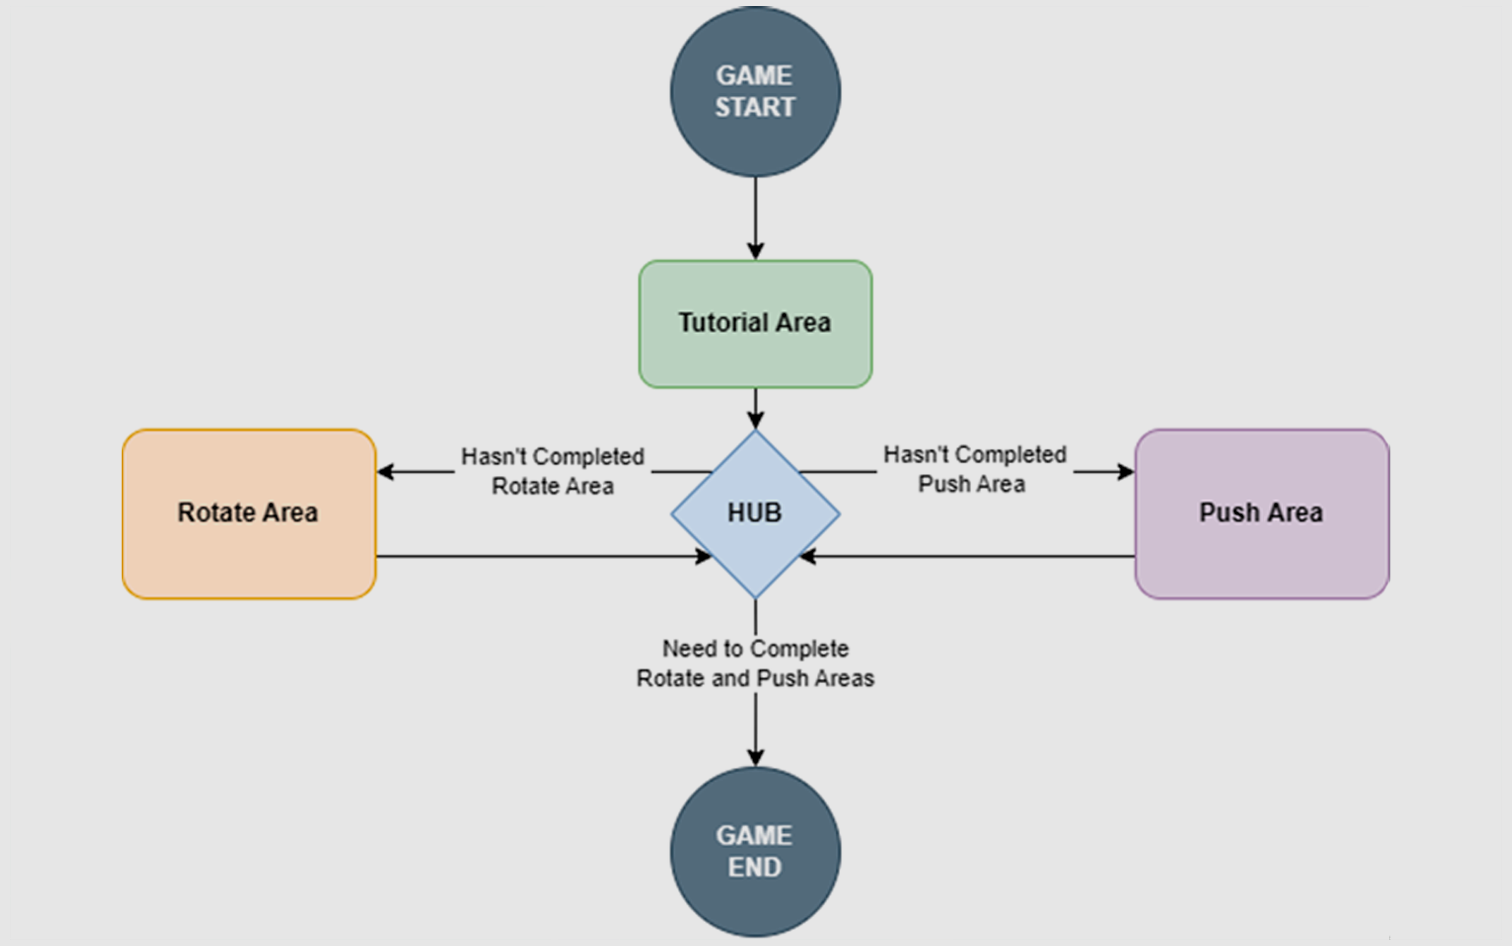 GAME
START
Tutorial Area
Hasn't Completed
Rotate Area
Hasn't Completed
Push Area
Rotate Area
HUB
Push Area
Need to Complete
Rotate and Push Areas
GAME
END